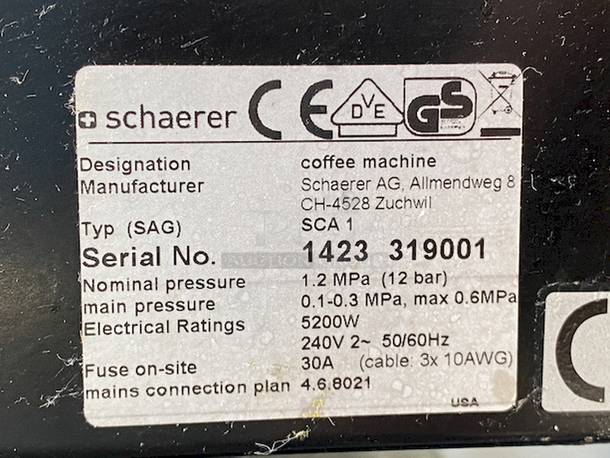 schaerer CE DVE GS
Designation coffee machine
Manufacturer Schaerer AG, Allmendweg 8
CH-4528 Zuchwil
Typ (SAG) SCA 1
Serial No. 1423 319001
Nominal pressure 1.2 MPa (12 bar)
main pressure 0.1-0.3 MPa, max 0.6MPa
Electrical Ratings 5200W
240V 2~ 50/60Hz
Fuse on-site 30A (cable: 3x 10AWG)
mains connection plan 4.6.8021
USA